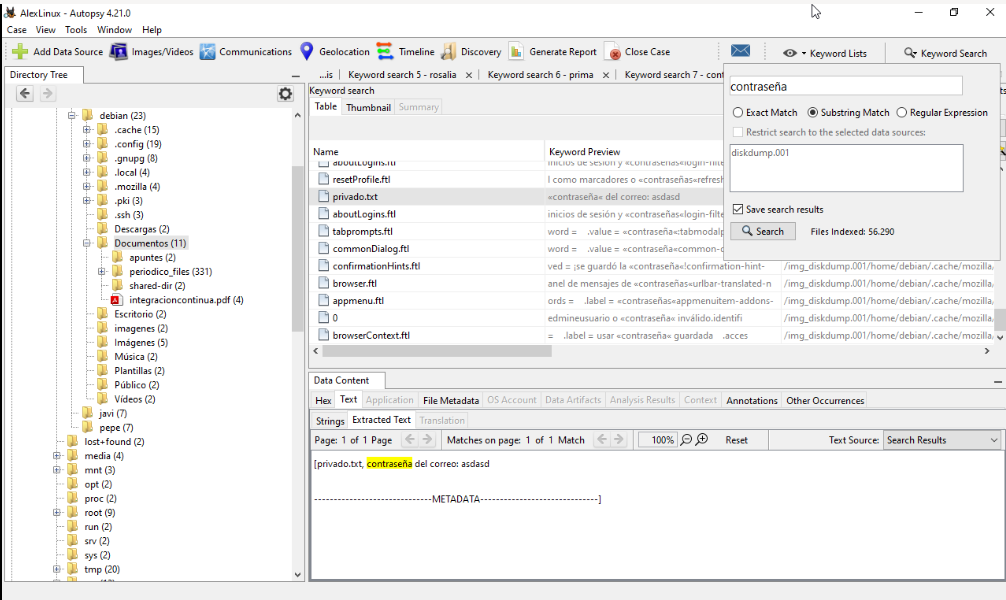 AlexLinux - Autopsy 4.21.0
Case View Tools Window Help
Add Data Source Images/Videos Communications Geolocation Timeline Discovery Generate Report Close Case Keyword Lists Keyword Search
Directory Tree
debian (23)
.cache (15)
.config (19)
.gnupg (8)
.local (4)
.mozilla (4)
.pki (3)
.ssh (3)
Descargas (2)
Documentos (11)
apuntes (2)
periodico_files (331)
shared-dir (2)
integracioncontinua.pdf (4)
Escritorio (2)
imagenes (2)
Imágenes (5)
Música (2)
Plantillas (2)
Público (2)
Vídeos (2)
javi (7)
pepe (7)
lost+found (2)
media (4)
mnt (3)
opt (2)
proc (2)
root (9)
run (2)
srv (2)
sys (2)
tmp (20)
...is Keyword search 5 - rosalia Keyword search 6 - prima Keyword search 7 - cont
Keyword search
Table Thumbnail Summary
Name Keyword Preview
aboutLogins.ftl inicios de sesión y «contraseñas«login-filte
resetProfile.ftl l como marcadores o «contraseñas«refresh
privado.txt «contraseña« del correo: asdasd
aboutLogins.ftl inicios de sesión y «contraseñas«login-filte
tabprompts.ftl word = .value = «contraseña«:tabmodalp
commonDialog.ftl word = .value = «contraseña«common-c
confirmationHints.ftl ved = ¡se guardó la «contraseña«!confirmation-hint- /img_diskdump.001/home/debian/.cache/mozilla,
browser.ftl anel de mensajes de «contraseñas«urlbar-translated-n /img_diskdump.001/home/debian/.cache/mozilla,
appmenu.ftl ords = .label = «contraseñas«appmenuitem-addons- /img_diskdump.001/home/debian/.cache/mozilla,
0 edmineusuario o «contraseña« inválido.identifi /img_diskdump.001/home/debian/.cache/mozilla,
browserContext.ftl = .label = usar «contraseña« guardada .acces /img_diskdump.001/home/debian/.cache/mozilla,
contraseña
Exact Match Substring Match Regular Expression
Restrict search to the selected data sources:
diskdump.001
Save search results
Search Files Indexed: 56.290
Data Content
Hex Text Application File Metadata OS Account Data Artifacts Analysis Results Context Annotations Other Occurrences
Strings Extracted Text Translation
Page: 1 of 1 Page Matches on page: 1 of 1 Match 100% Reset Text Source: Search Results
[privado.txt, contraseña del correo: asdasd
------------------------------METADATA------------------------------]